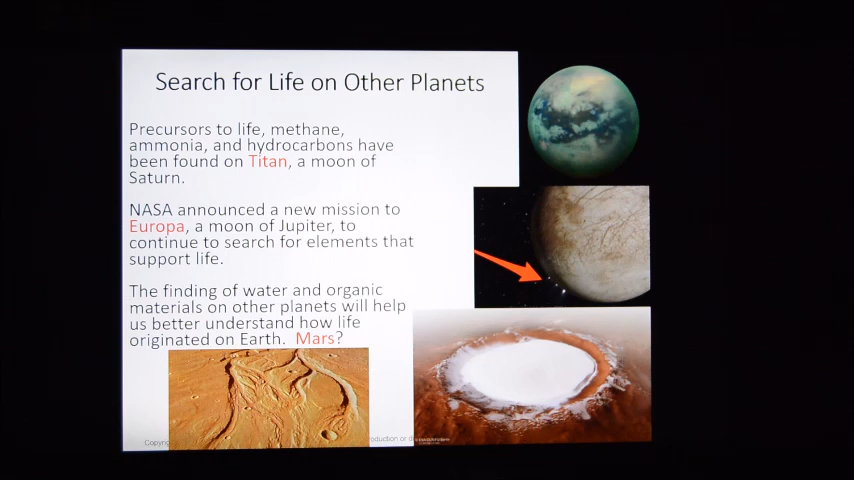 Search for Life on Other Planets
Precursors to life, methane,
ammonia, and hydrocarbons have
been found on Titan, a moon of
Saturn.
NASA announced a new mission to
Europa, a moon of Jupiter, to
continue to search for elements that
support life.
The finding of water and organic
materials on other planets will help
us better understand how life
originated on Earth. Mars?